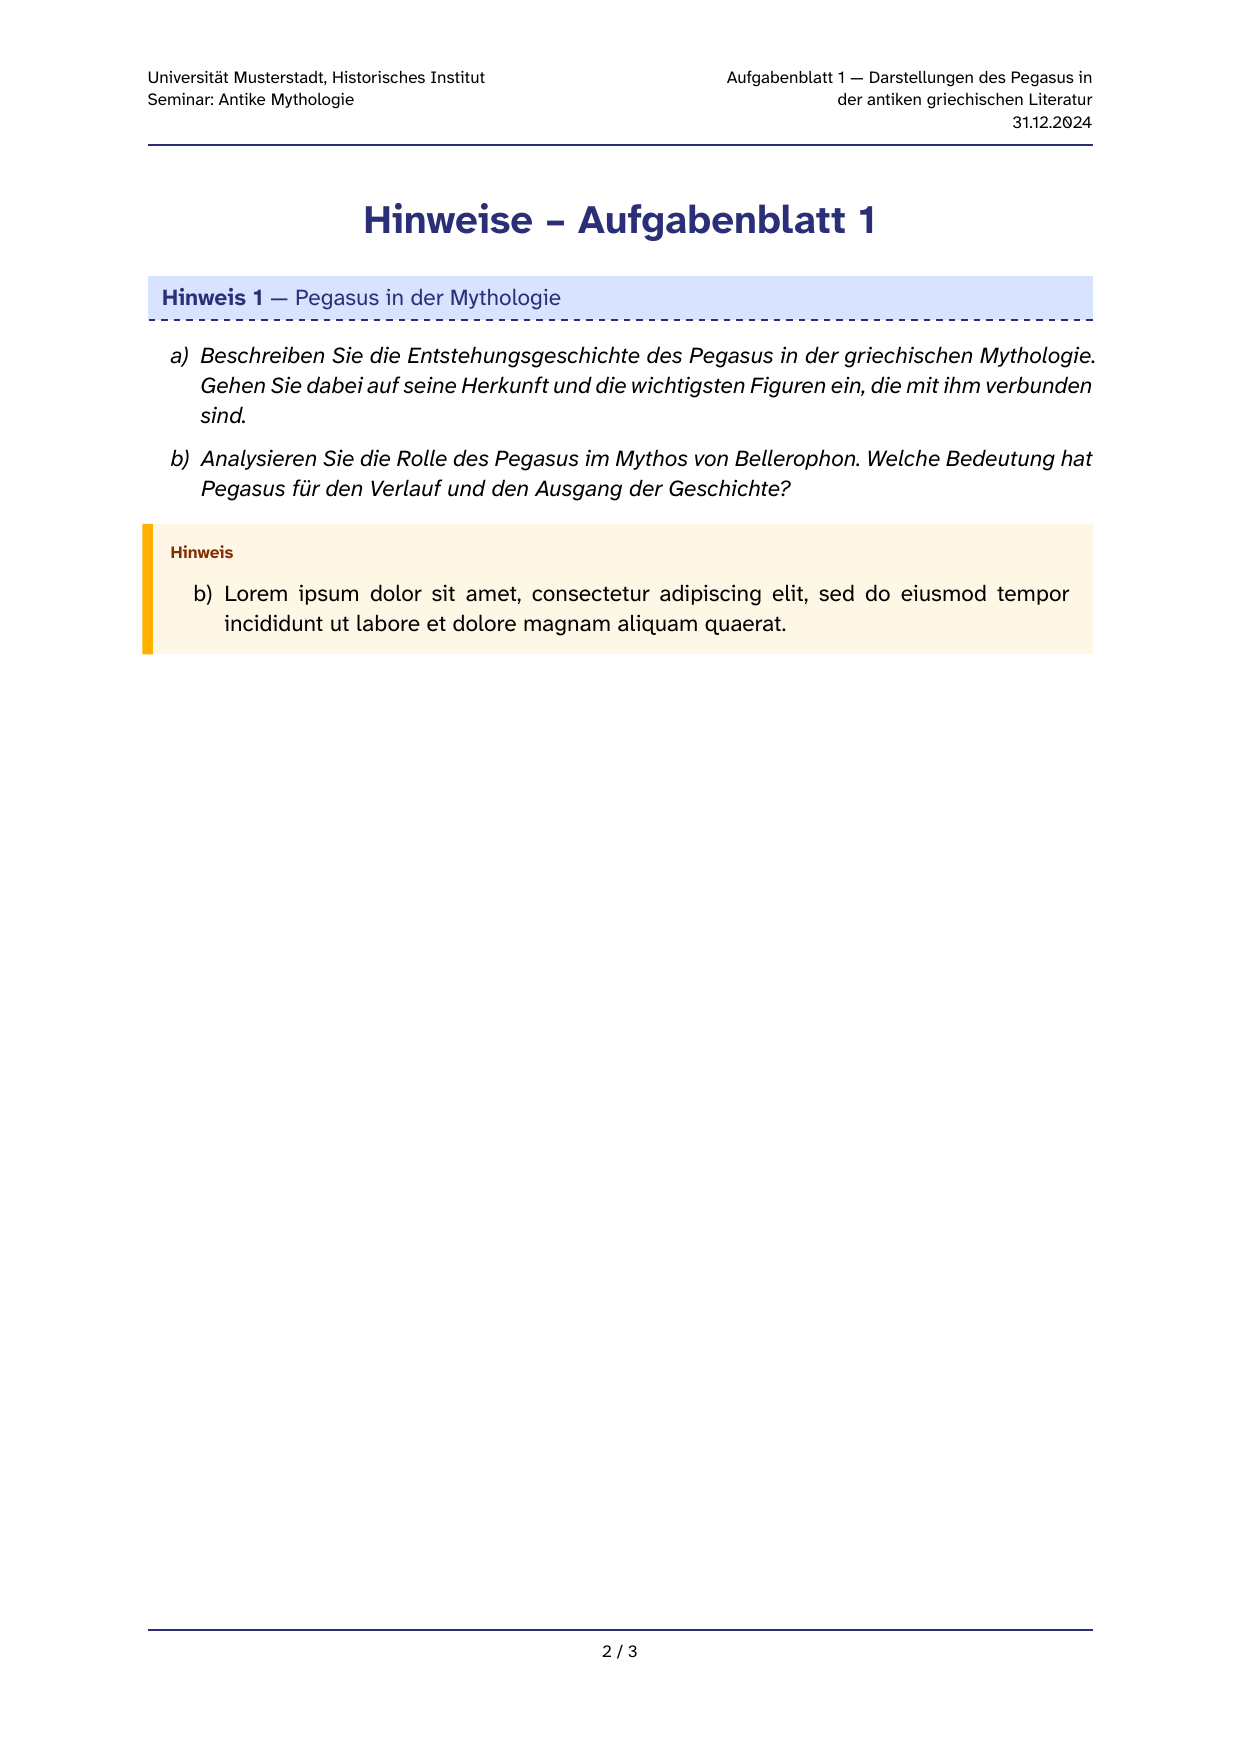 Universität Musterstadt, Historisches Institut
Seminar: Antike Mythologie
Aufgabenblatt 1 — Darstellungen des Pegasus in
der antiken griechischen Literatur
31.12.2024
Hinweise – Aufgabenblatt 1
Hinweis 1 — Pegasus in der Mythologie
a) Beschreiben Sie die Entstehungsgeschichte des Pegasus in der griechischen Mythologie.
Gehen Sie dabei auf seine Herkunft und die wichtigsten Figuren ein, die mit ihm verbunden
sind.
b) Analysieren Sie die Rolle des Pegasus im Mythos von Bellerophon. Welche Bedeutung hat
Pegasus für den Verlauf und den Ausgang der Geschichte?
Hinweis
b) Lorem ipsum dolor sit amet, consectetur adipiscing elit, sed do eiusmod tempor
incididunt ut labore et dolore magnam aliquam quaerat.
2 / 3